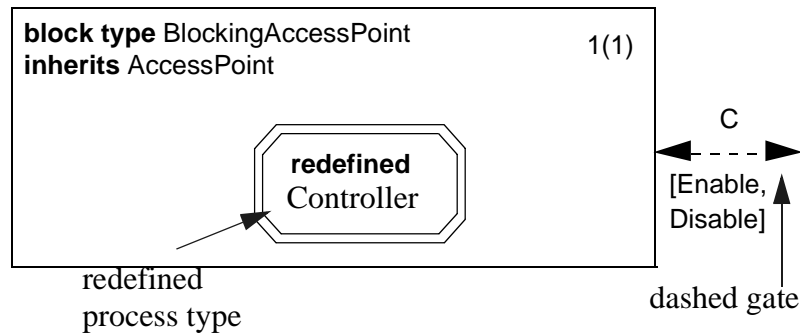 block type BlockingAccessPoint
inherits AccessPoint
1(1)
redefined
Controller
C
[Enable,
Disable]
redefined
process type
dashed gate